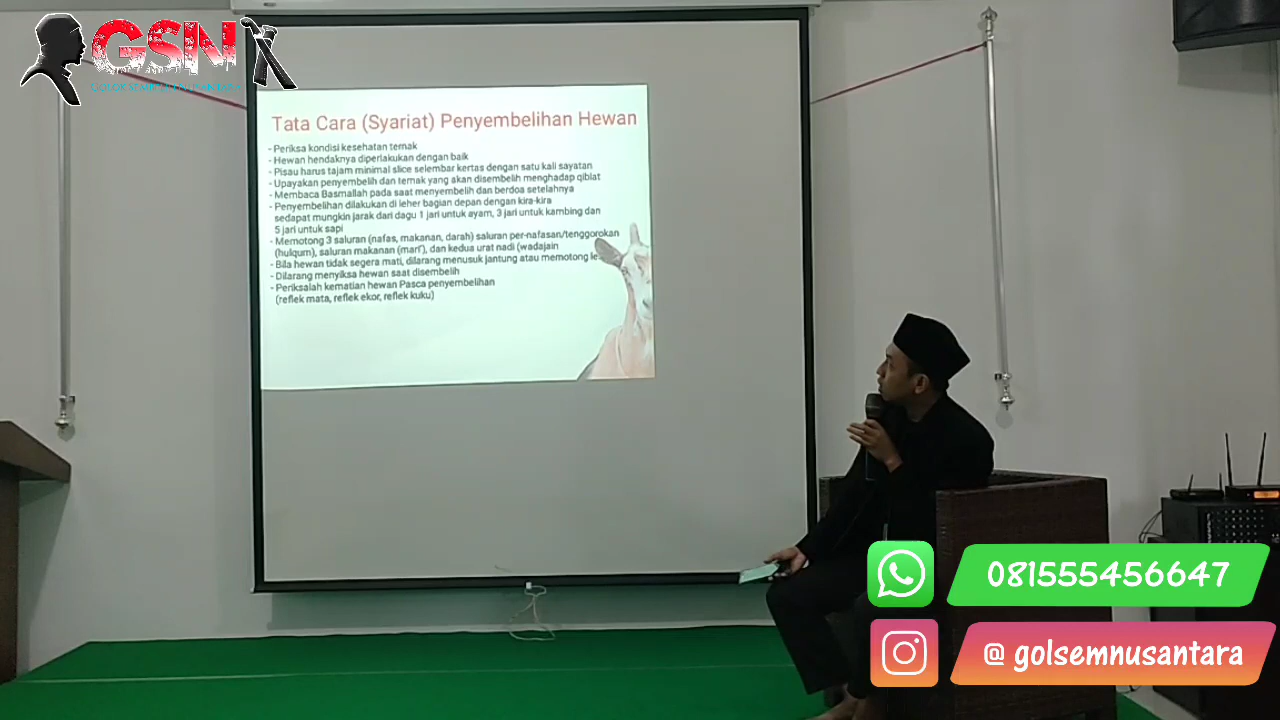 GSN
Tata Cara (Syariat) Penyembelihan Hewan
- Periksa kondisi kesehatan ternak
- Hewan hendaknya diperlakukan dengan baik
- Pisau harus tajam minimal slice selembar kertas dengan satu kali sayatan
- Upayakan penyembelih dan ternak yang akan disembelih menghadap qiblat
- Membaca Basmallah pada saat menyembelih dan berdoa setelahnya
- Penyembelihan dilakukan di leher bagian depan dengan kira-kira
sedapat mungkin jarak dari dagu 1 jari untuk ayam, 3 jari untuk kambing dan
5 jari untuk sapi
- Memotong 3 saluran (nafas, makanan, darah) saluran per-nafasan/tenggorokan
(hulqum), saluran makanan (mari'), dan kedua urat nadi (wadajain
- Bila hewan tidak segera mati, dilarang menusuk jantung atau memotong le
- Dilarang menyiksa hewan saat disembelih
- Periksalah kematian hewan Pasca penyembelihan
(reflek mata, reflek ekor, reflek kuku)
081555456647
@ golsemnusantara